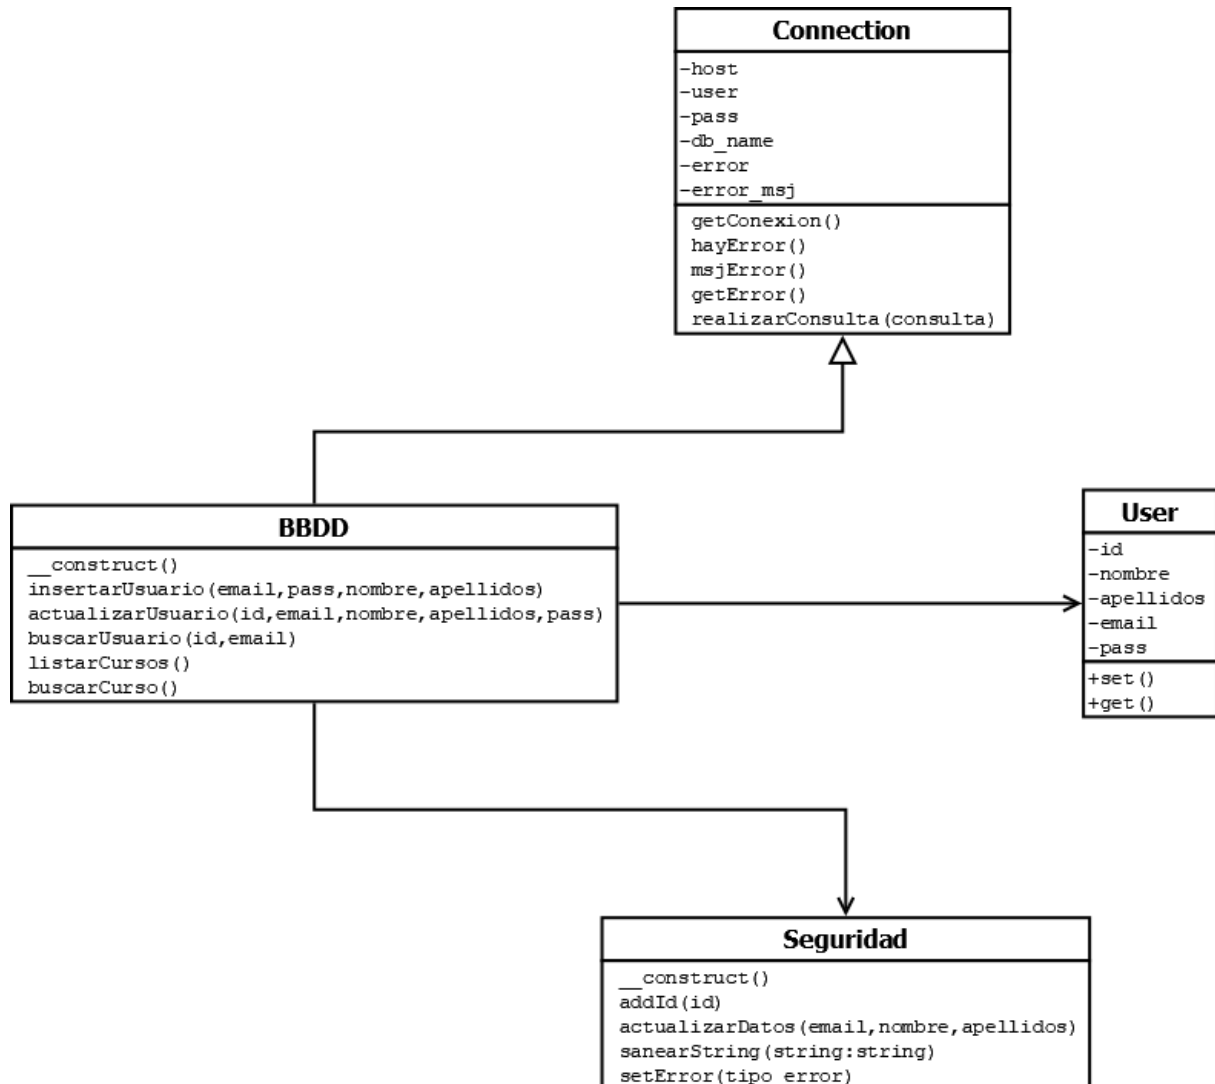 Connection
-host
-user
-pass
-db_name
-error
-error_msj
getConexion()
hayError()
msjError()
getError()
realizarConsulta(consulta)
BBDD
__construct()
insertarUsuario(email,pass,nombre,apellidos)
actualizarUsuario(id,email,nombre,apellidos,pass)
buscarUsuario(id,email)
listarCursos()
buscarCurso()
User
-id
-nombre
-apellidos
-email
-pass
+set()
+get()
Seguridad
__construct()
addId(id)
actualizarDatos(email,nombre,apellidos)
sanearString(string:string)
setError(tipo_error)